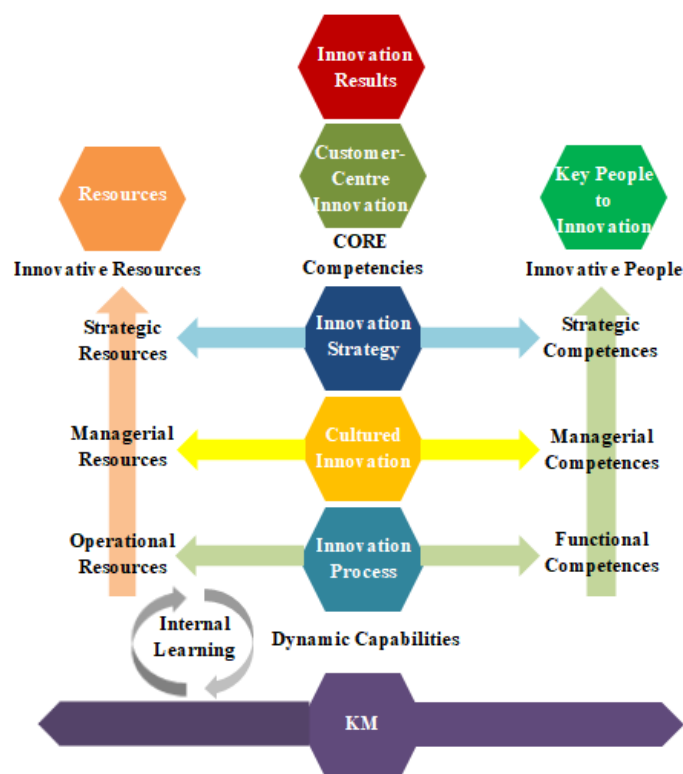 Innovation
Results
Customer-
Centre
Innovation
Resources
Key People
to
Innovation
CORE
Competencies
Innovative Resources
Innovative People
Strategic
Resources
Innovation
Strategy
Strategic
Competences
Managerial
Resources
Cultured
Innovation
Managerial
Competences
Operational
Resources
Innovation
Process
Functional
Competences
Internal
Learning
Dynamic Capabilities
KM